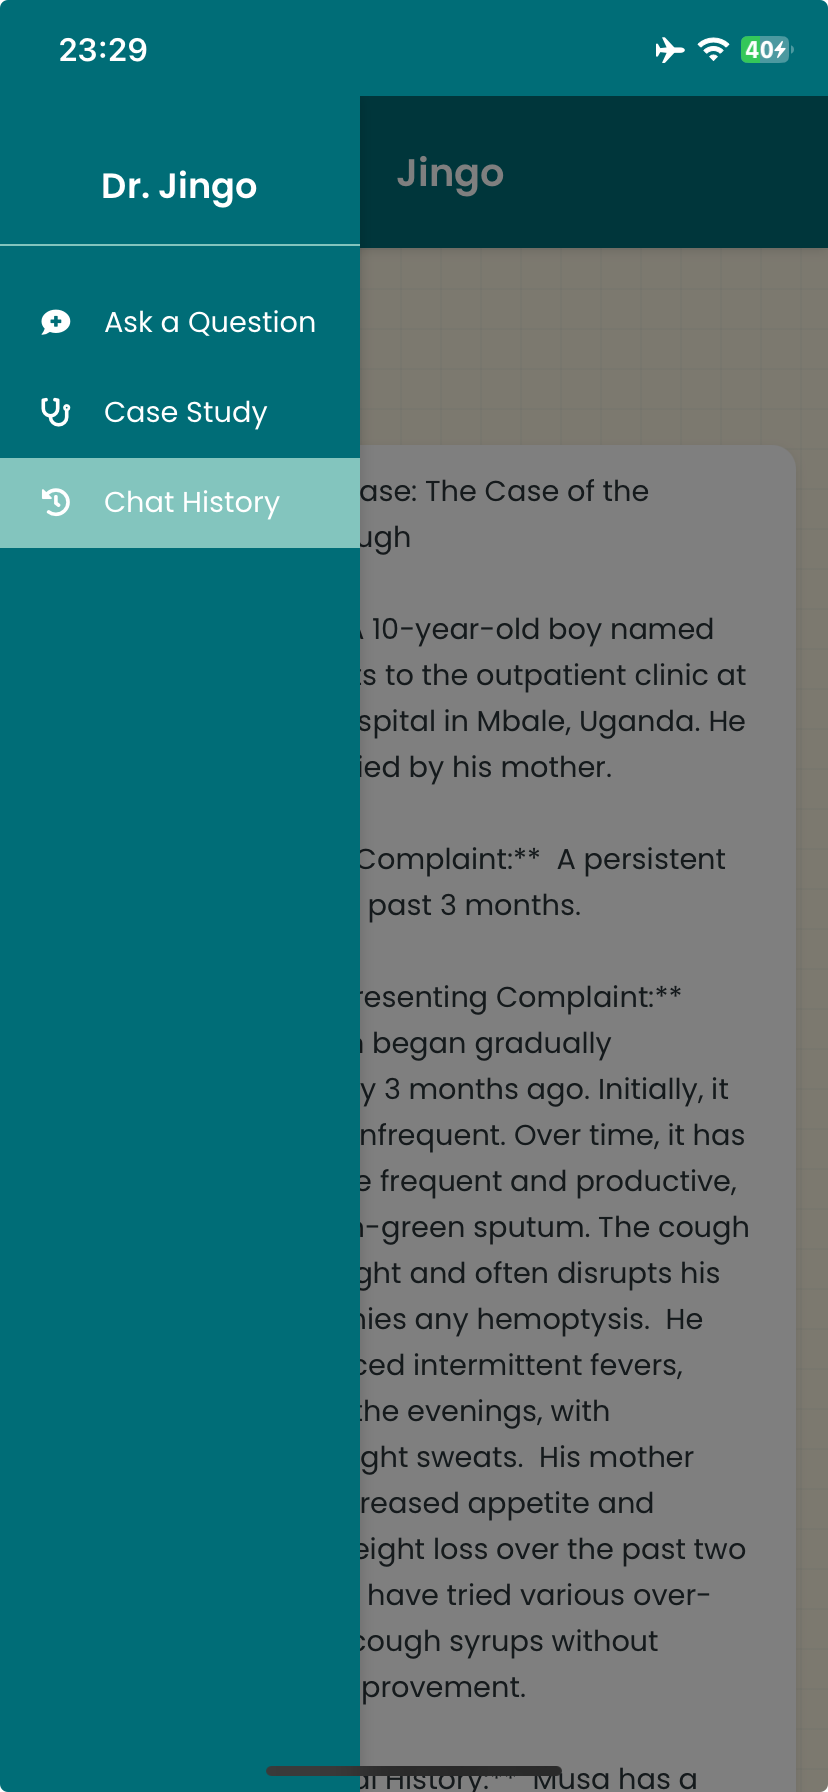 23:29
40
Dr. Jingo
Jingo
Ask a Question
Case Study
Chat History
ase: The Case of the
ugh
10-year-old boy named
ts to the outpatient clinic at
spital in Mbale, Uganda. He
ied by his mother.
Complaint:** A persistent
past 3 months.
resenting Complaint:**
began gradually
y 3 months ago. Initially, it
nfrequent. Over time, it has
e frequent and productive,
-green sputum. The cough
ght and often disrupts his
nies any hemoptysis. He
ced intermittent fevers,
the evenings, with
ght sweats. His mother
reased appetite and
eight loss over the past two
have tried various over-
cough syrups without
provement.
al History:** Musa has a